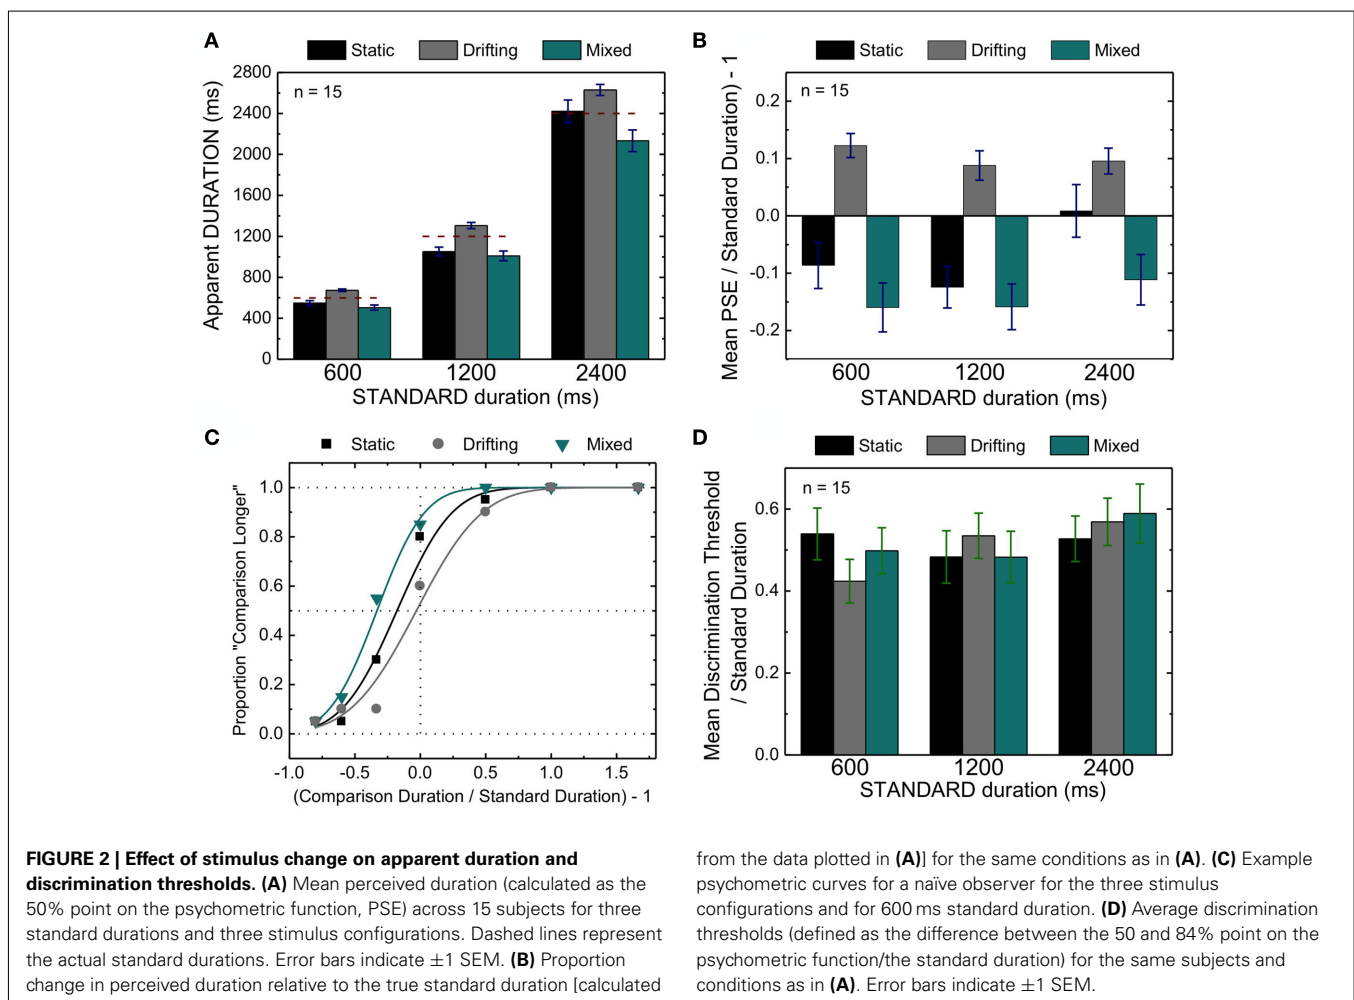 A
Static Drifting Mixed
n = 15
Apparent DURATION (ms)
2800
2400
2000
1600
1200
800
400
0
600 1200 2400
STANDARD duration (ms)
B
Static Drifting Mixed
n = 15
Mean PSE / Standard Duration) - 1
0.2
0.1
0.0
-0.1
-0.2
600 1200 2400
STANDARD duration (ms)
C
Static Drifting Mixed
Proportion "Comparison Longer"
1.0
0.8
0.6
0.4
0.2
0.0
-1.0 -0.5 0.0 0.5 1.0 1.5
(Comparison Duration / Standard Duration) - 1
D
Static Drifting Mixed
n = 15
Mean Discrimination Threshold
/ Standard Duration
0.6
0.4
0.2
0.0
600 1200 2400
STANDARD duration (ms)
FIGURE 2 | Effect of stimulus change on apparent duration and
discrimination thresholds. (A) Mean perceived duration (calculated as the
50% point on the psychometric function, PSE) across 15 subjects for three
standard durations and three stimulus configurations. Dashed lines represent
the actual standard durations. Error bars indicate ±1 SEM. (B) Proportion
change in perceived duration relative to the true standard duration [calculated
from the data plotted in (A)] for the same conditions as in (A). (C) Example
psychometric curves for a naïve observer for the three stimulus
configurations and for 600 ms standard duration. (D) Average discrimination
thresholds (defined as the difference between the 50 and 84% point on the
psychometric function/the standard duration) for the same subjects and
conditions as in (A). Error bars indicate ±1 SEM.